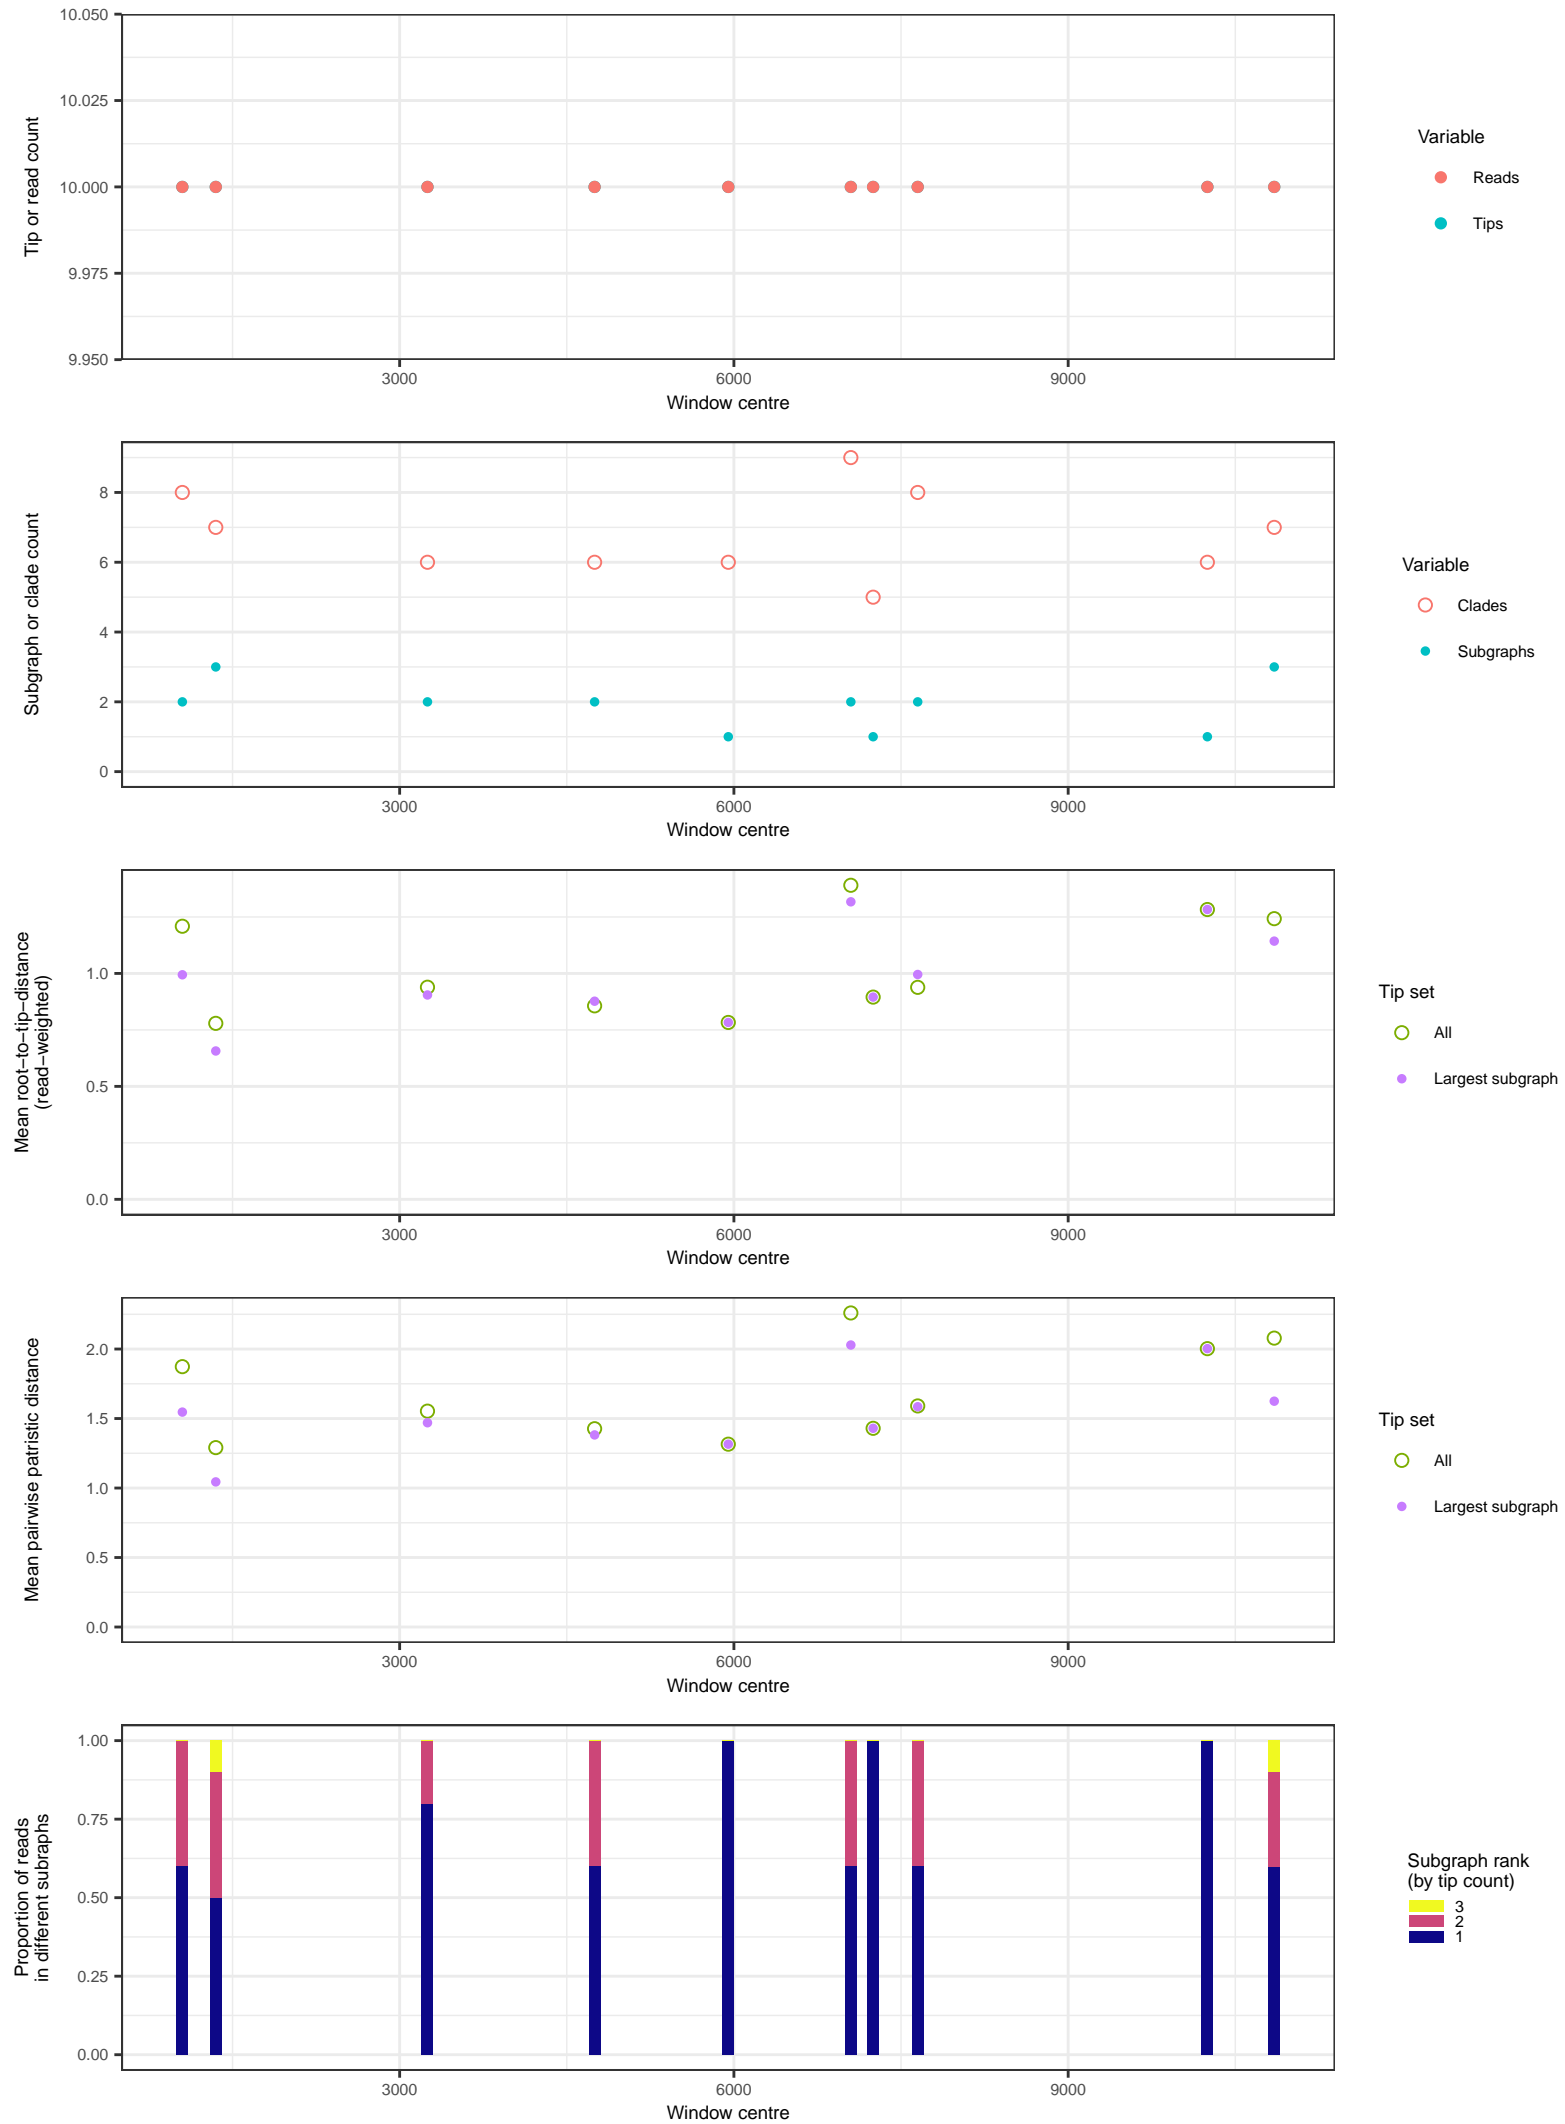 10.050
10.025
10.000
9.975
9.950
Tip or read count
3000 6000 9000
Window centre
Variable
Reads
Tips
8
6
4
2
0
Subgraph or clade count
3000 6000 9000
Window centre
Variable
Clades
Subgraphs
1.0
0.5
0.0
Mean root−to−tip−distance
(read−weighted)
3000 6000 9000
Window centre
Tip set
All
Largest subgraph
2.0
1.5
1.0
0.5
0.0
Mean pairwise patristic distance
3000 6000 9000
Window centre
Tip set
All
Largest subgraph
1.00
0.75
0.50
0.25
0.00
Proportion of reads
in different subraphs
3000 6000 9000
Window centre
Subgraph rank
(by tip count)
3
2
1